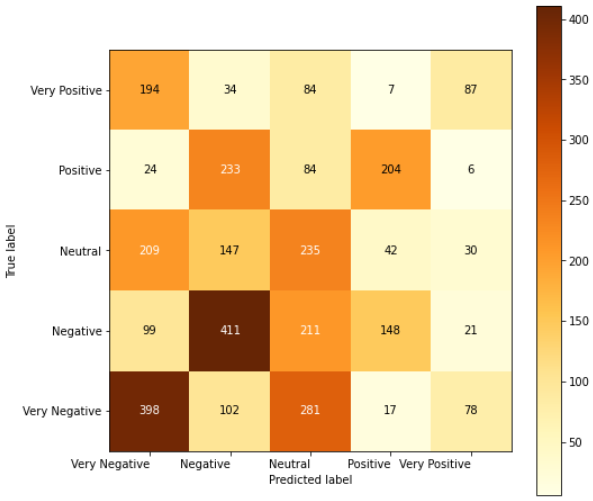 Very Positive 194 34 84 7 87
Positive 24 233 84 204 6
Neutral 209 147 235 42 30
Negative 99 411 211 148 21
Very Negative 398 102 281 17 78
Very Negative Negative Neutral Positive Very Positive
Predicted label
True label
400
350
300
250
200
150
100
50